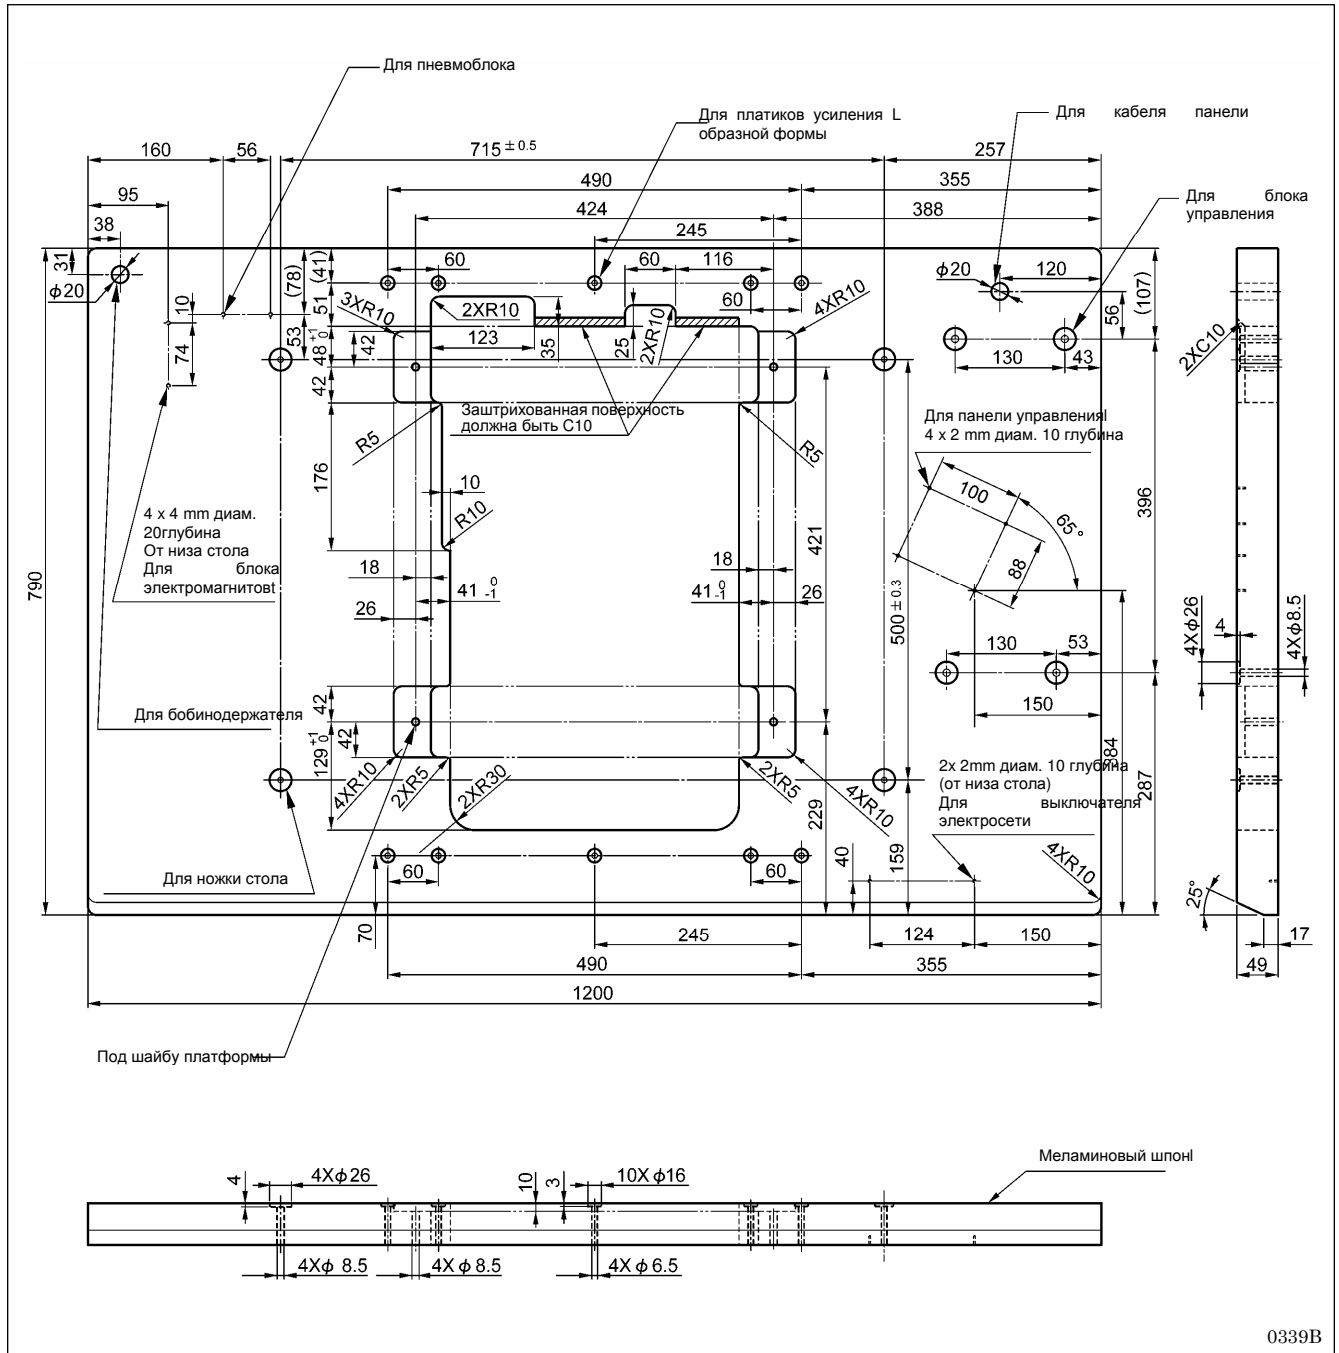 Для пневмоблока
Для платиков усиления L
образной формы
Для кабеля панели
160
56
715 ± 0.5
257
95
490
355
Для блока
управления
38
424
388
245
31
(78)
(41)
60
60
116
φ20
120
(107)
φ20
10
51
3XR10
2XR10
60
4XR10
56
2XC10
53
48 +1 0
42
123
35
25
2XR10
130
43
74
42
Заштрихованная поверхность
должна быть C10
Для панели управленияl
4 x 2 mm диам. 10 глубина
R5
R5
176
10
100
396
4 x 4 mm диам.
20глубина
От низа стола
Для блока
электромагнитовt
R10
65°
421
790
18
18
88
41 0 -1
41 0 -1
500 ± 0.3
26
26
4
4Xφ26
4Xφ8.5
130
53
42
150
Для бобинодержателя
129 +1 0
42
384
2x 2mm диам. 10 глубина
(от низа стола)
Для выключателя
электросети
287
4XR10
2XR5
2XR30
2XR5
4XR10
229
159
40
4XR10
Для ножки стола
60
60
25°
70
245
124
150
17
490
355
49
1200
Под шайбу платформы
Меламиновый шпонl
4
4Xφ26
10
3
10Xφ16
4Xφ 8.5
4X φ 8.5
4X φ 6.5
0339B